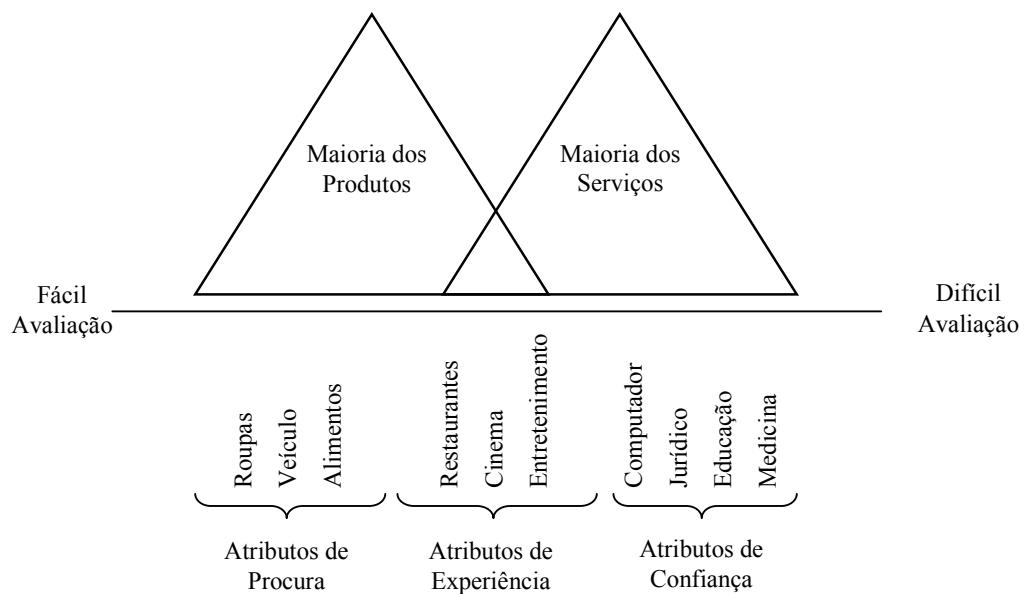 Maioria dos
Produtos
Maioria dos
Serviços
Fácil
Avaliação
Difícil
Avaliação
Roupas
Veículo
Alimentos
Restaurantes
Cinema
Entretenimento
Computador
Jurídico
Educação
Medicina
Atributos de
Procura
Atributos de
Experiência
Atributos de
Confiança